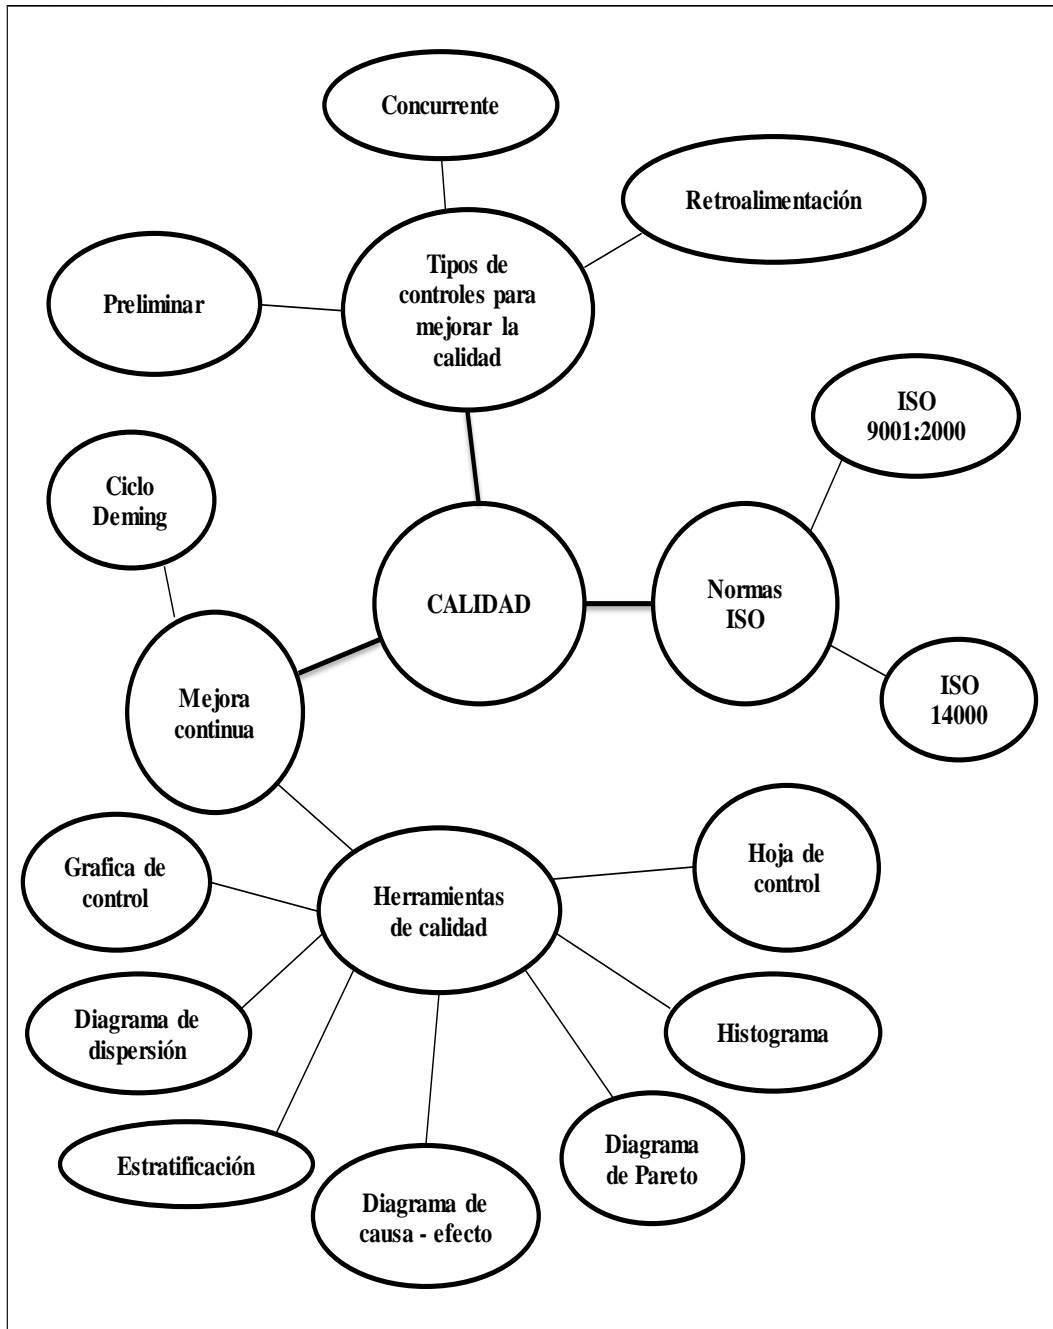 Concurrente
Retroalimentación
Tipos de
controles para
mejorar la
calidad
Preliminar
ISO
9001:2000
Ciclo
Deming
CALIDAD
Normas
ISO
ISO
14000
Mejora
continua
Grafica de
control
Herramientas
de calidad
Hoja de
control
Diagrama de
dispersión
Histograma
Estratificación
Diagrama de
causa - efecto
Diagrama
de Pareto